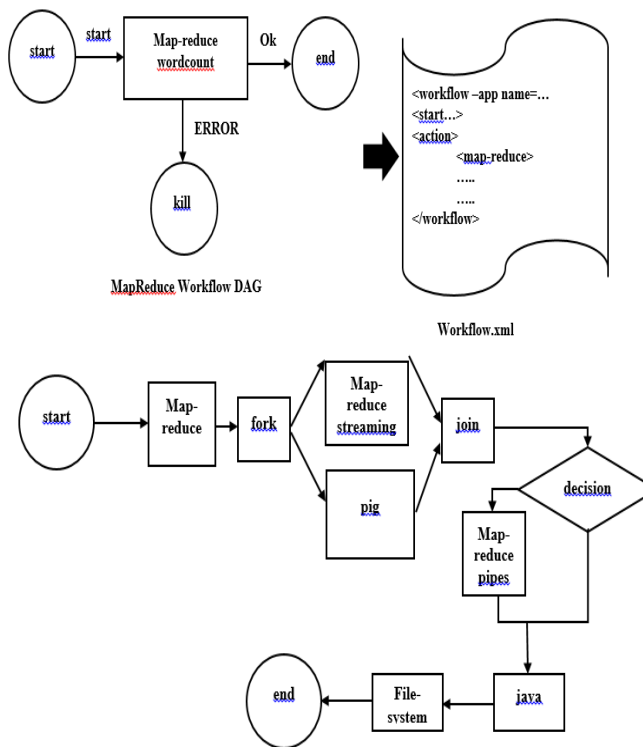 start
start
Map-reduce
wordcount
Ok
end
ERROR
kill
MapReduce Workflow DAG
<workflow –app name=…
<start…>
<action>
<map-reduce>
…..
…..
</workflow>
Workflow.xml
start
Map-
reduce
fork
Map-
reduce
streaming
pig
join
decision
Map-
reduce
pipes
java
File-
system
end